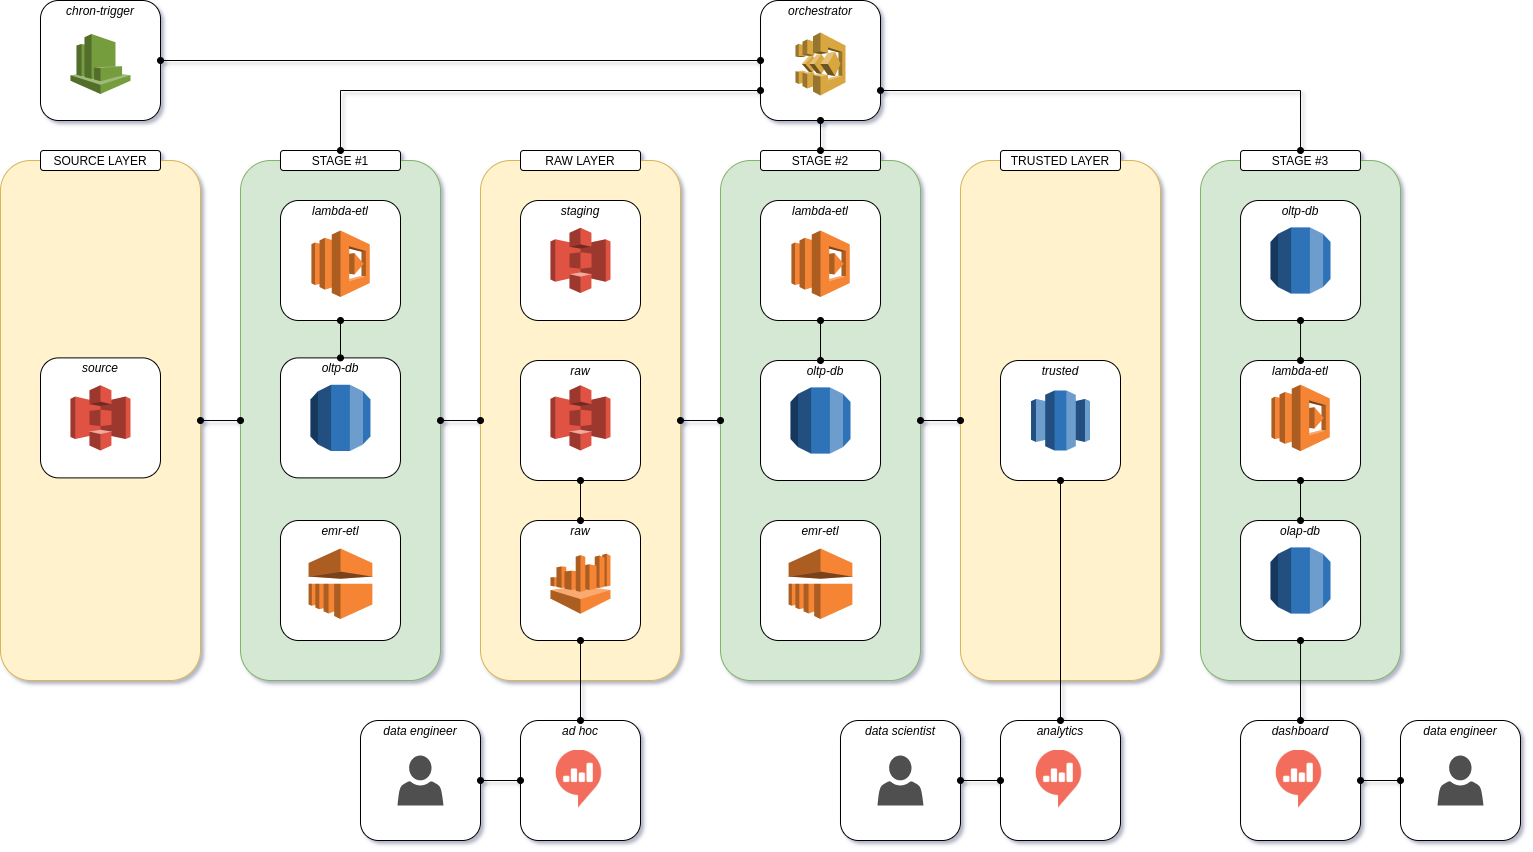 chron-trigger
orchestrator
SOURCE LAYER
STAGE #1
RAW LAYER
STAGE #2
TRUSTED LAYER
STAGE #3
lambda-etl
staging
lambda-etl
oltp-db
source
oltp-db
raw
oltp-db
trusted
lambda-etl
emr-etl
raw
emr-etl
olap-db
data engineer
ad hoc
data scientist
analytics
dashboard
data engineer